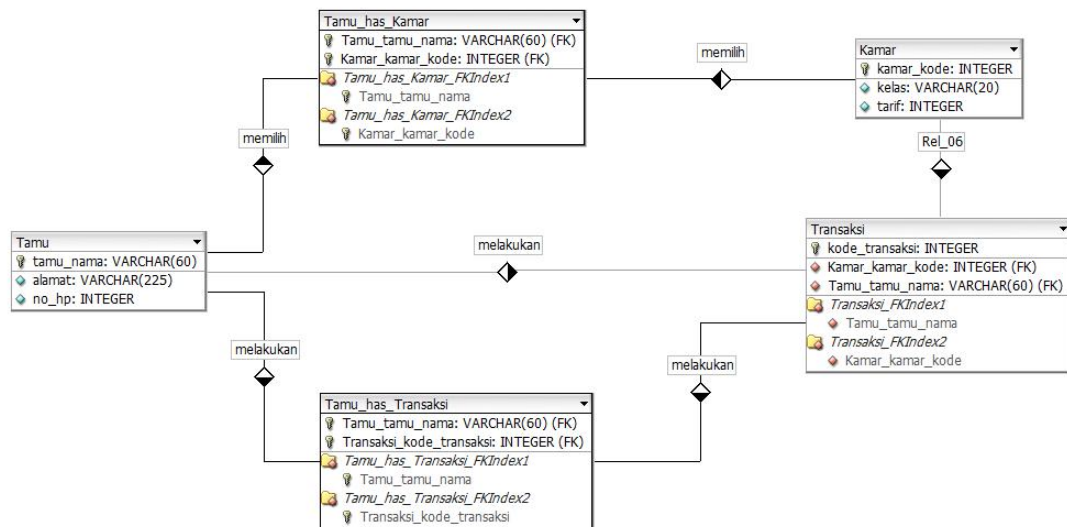 Tamu_has_Kamar
Tamu_tamu_nama: VARCHAR(60) (FK)
Kamar_kamar_kode: INTEGER (FK)
Tamu_has_Kamar_FKIndex1
Tamu_tamu_nama
Tamu_has_Kamar_FKIndex2
Kamar_kamar_kode
memilih
Kamar
kamar_kode: INTEGER
kelas: VARCHAR(20)
tarif: INTEGER
memilih
Rel_06
Tamu
tamu_nama: VARCHAR(60)
alamat: VARCHAR(225)
no_hp: INTEGER
melakukan
Transaksi
kode_transaksi: INTEGER
Kamar_kamar_kode: INTEGER (FK)
Tamu_tamu_nama: VARCHAR(60) (FK)
Transaksi_FKIndex1
Tamu_tamu_nama
Transaksi_FKIndex2
Kamar_kamar_kode
melakukan
melakukan
Tamu_has_Transaksi
Tamu_tamu_nama: VARCHAR(60) (FK)
Transaksi_kode_transaksi: INTEGER (FK)
Tamu_has_Transaksi_FKIndex1
Tamu_tamu_nama
Tamu_has_Transaksi_FKIndex2
Transaksi_kode_transaksi